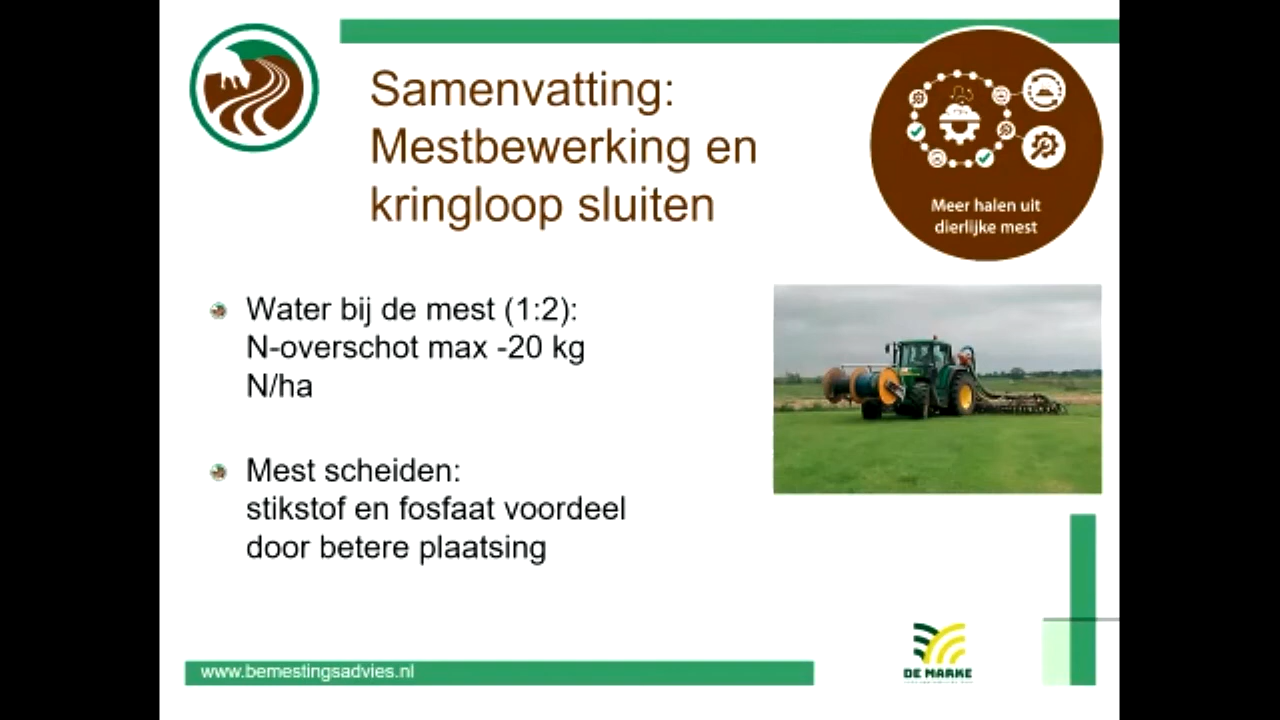 Samenvatting:
Mestbewerking en
kringloop sluiten
Meer halen uit
dierlijke mest
Water bij de mest (1:2):
N-overschot max -20 kg
N/ha
Mest scheiden:
stikstof en fosfaat voordeel
door betere plaatsing
www.bemestingsadvies.nl
DE MARKE